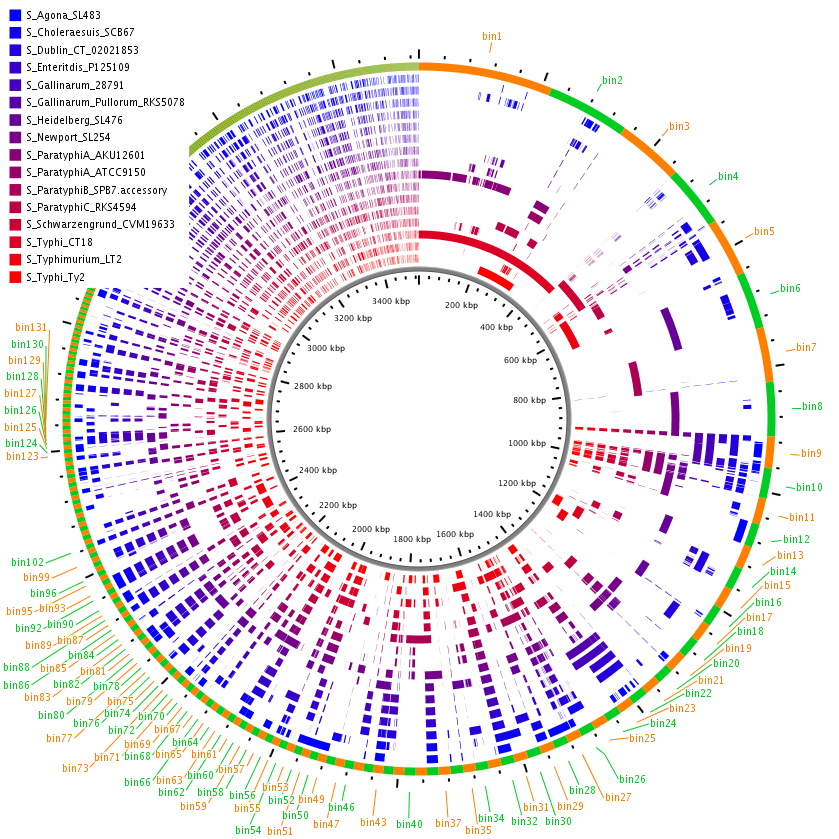 S_Agona_SL483
S_Choleraesuis_SCB67
S_Dublin_CT_02021853
S_Enteritdis_P125109
S_Gallinarum_28791
S_Gallinarum_Pullorum_RKS5078
S_Heidelberg_SL476
S_Newport_SL254
S_ParatyphiA_AKU12601
S_ParatyphiA_ATCC9150
S_ParatyphiB_SPB7.accessory
S_ParatyphiC_RKS4594
S_Schwarzengrund_CVM19633
S_Typhi_CT18
S_Typhimurium_LT2
S_Typhi_Ty2
bin1
bin2
bin3
bin4
bin5
bin6
bin7
bin8
bin9
bin10
bin11
bin12
bin13
bin14
bin15
bin16
bin17
bin18
bin19
bin20
bin21
bin22
bin23
bin24
bin25
bin26
bin27
bin28
bin29
bin30
bin31
bin32
bin34
bin35
bin37
bin40
bin43
bin46
bin47
bin49
bin50
bin51
bin52
bin53
bin54
bin55
bin56
bin57
bin58
bin59
bin60
bin61
bin62
bin63
bin64
bin65
bin66
bin67
bin68
bin69
bin70
bin71
bin72
bin73
bin74
bin75
bin76
bin77
bin78
bin79
bin80
bin81
bin82
bin83
bin84
bin85
bin86
bin87
bin88
bin89
bin90
bin92
bin93
bin95
bin96
bin99
bin102
bin123
bin124
bin125
bin126
bin127
bin128
bin129
bin130
bin131
200 kbp
400 kbp
600 kbp
800 kbp
1000 kbp
1200 kbp
1400 kbp
1600 kbp
1800 kbp
2000 kbp
2200 kbp
2400 kbp
2600 kbp
2800 kbp
3000 kbp
3200 kbp
3400 kbp